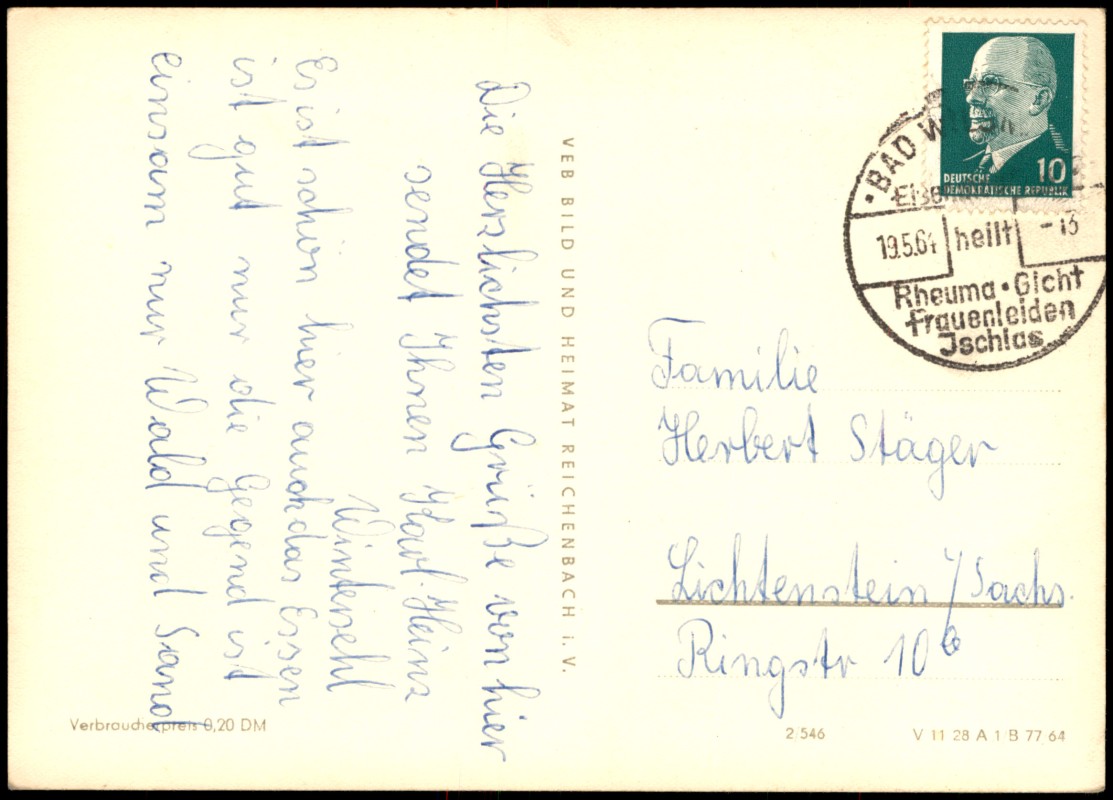 Die Herzlichsten Grüße von hier
sendet Ihnen Karl-Heinz
Es ist schön hier auch das Essen
ist gut nur die Gegend ist
einsam nur Wald und Sand
VEB BILD UND HEIMAT REICHENBACH i. V.
DEUTSCHE
DEMOKRATISCHE REPUBLIK
10
BAD
19.5.64
heilt
-13
Rheuma · Gicht
Frauenleiden
Jschias
Familie
Herbert Stäger
Lichtenstein / Sachs.
Ringstr 10 b
Verbraucherpreis 0,20 DM
2 546
V 11 28 A 1/B 77 64